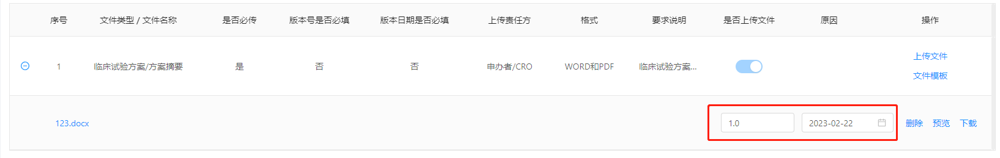 序号 文件类型 / 文件名称 是否必传 版本号是否必填 版本日期是否必填 上传责任方 格式 要求说明 是否上传文件 原因 操作
1 临床试验方案/方案摘要 是 否 否 申办者/CRO WORD和PDF 临床试验方案... 上传文件
文件模板
123.docx 1.0 2023-02-22 删除 预览 下载